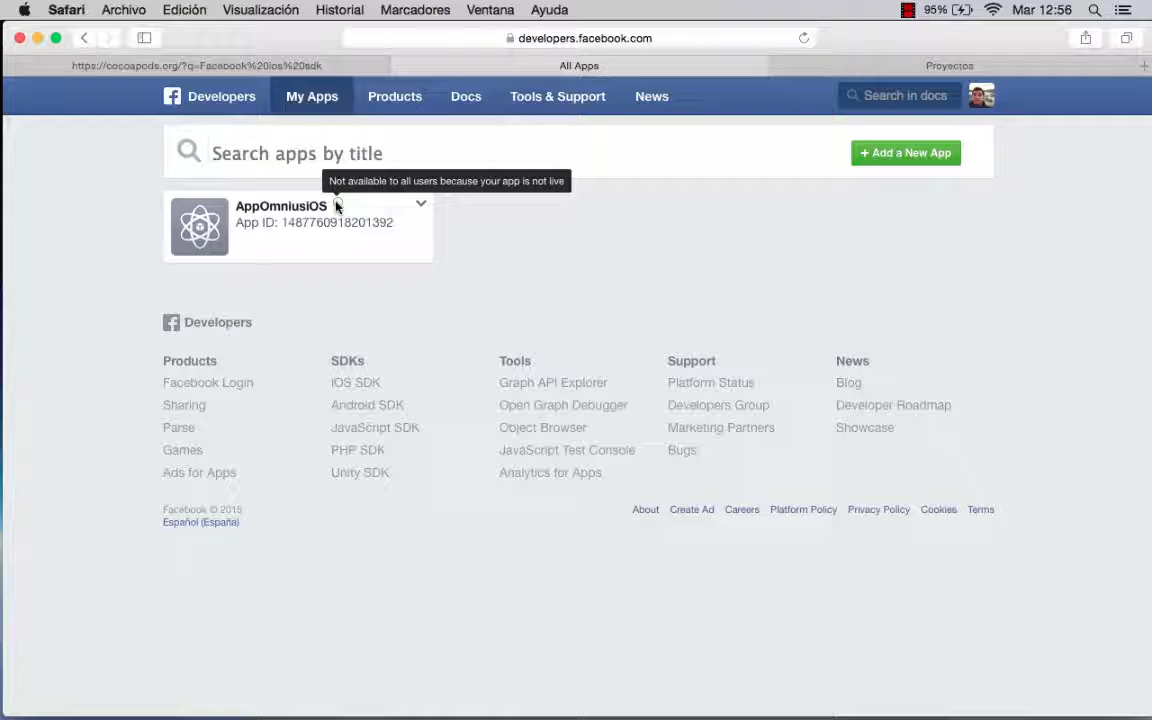 Safari Archivo Edición Visualización Historial Marcadores Ventana Ayuda 95% Mar 12:56
developers.facebook.com
https://cocoapods.org/?q=Facebook%20ios%20sdk All Apps Proyectos
Developers My Apps Products Docs Tools & Support News Search in docs
Search apps by title + Add a New App
Not available to all users because your app is not live
AppOmniusiOS
App ID: 1487760918201392
Developers
Products SDKs Tools Support News
Facebook Login iOS SDK Graph API Explorer Platform Status Blog
Sharing Android SDK Open Graph Debugger Developers Group Developer Roadmap
Parse JavaScript SDK Object Browser Marketing Partners Showcase
Games PHP SDK JavaScript Test Console Bugs
Ads for Apps Unity SDK Analytics for Apps
Facebook © 2015 About Create Ad Careers Platform Policy Privacy Policy Cookies Terms
Español (España)